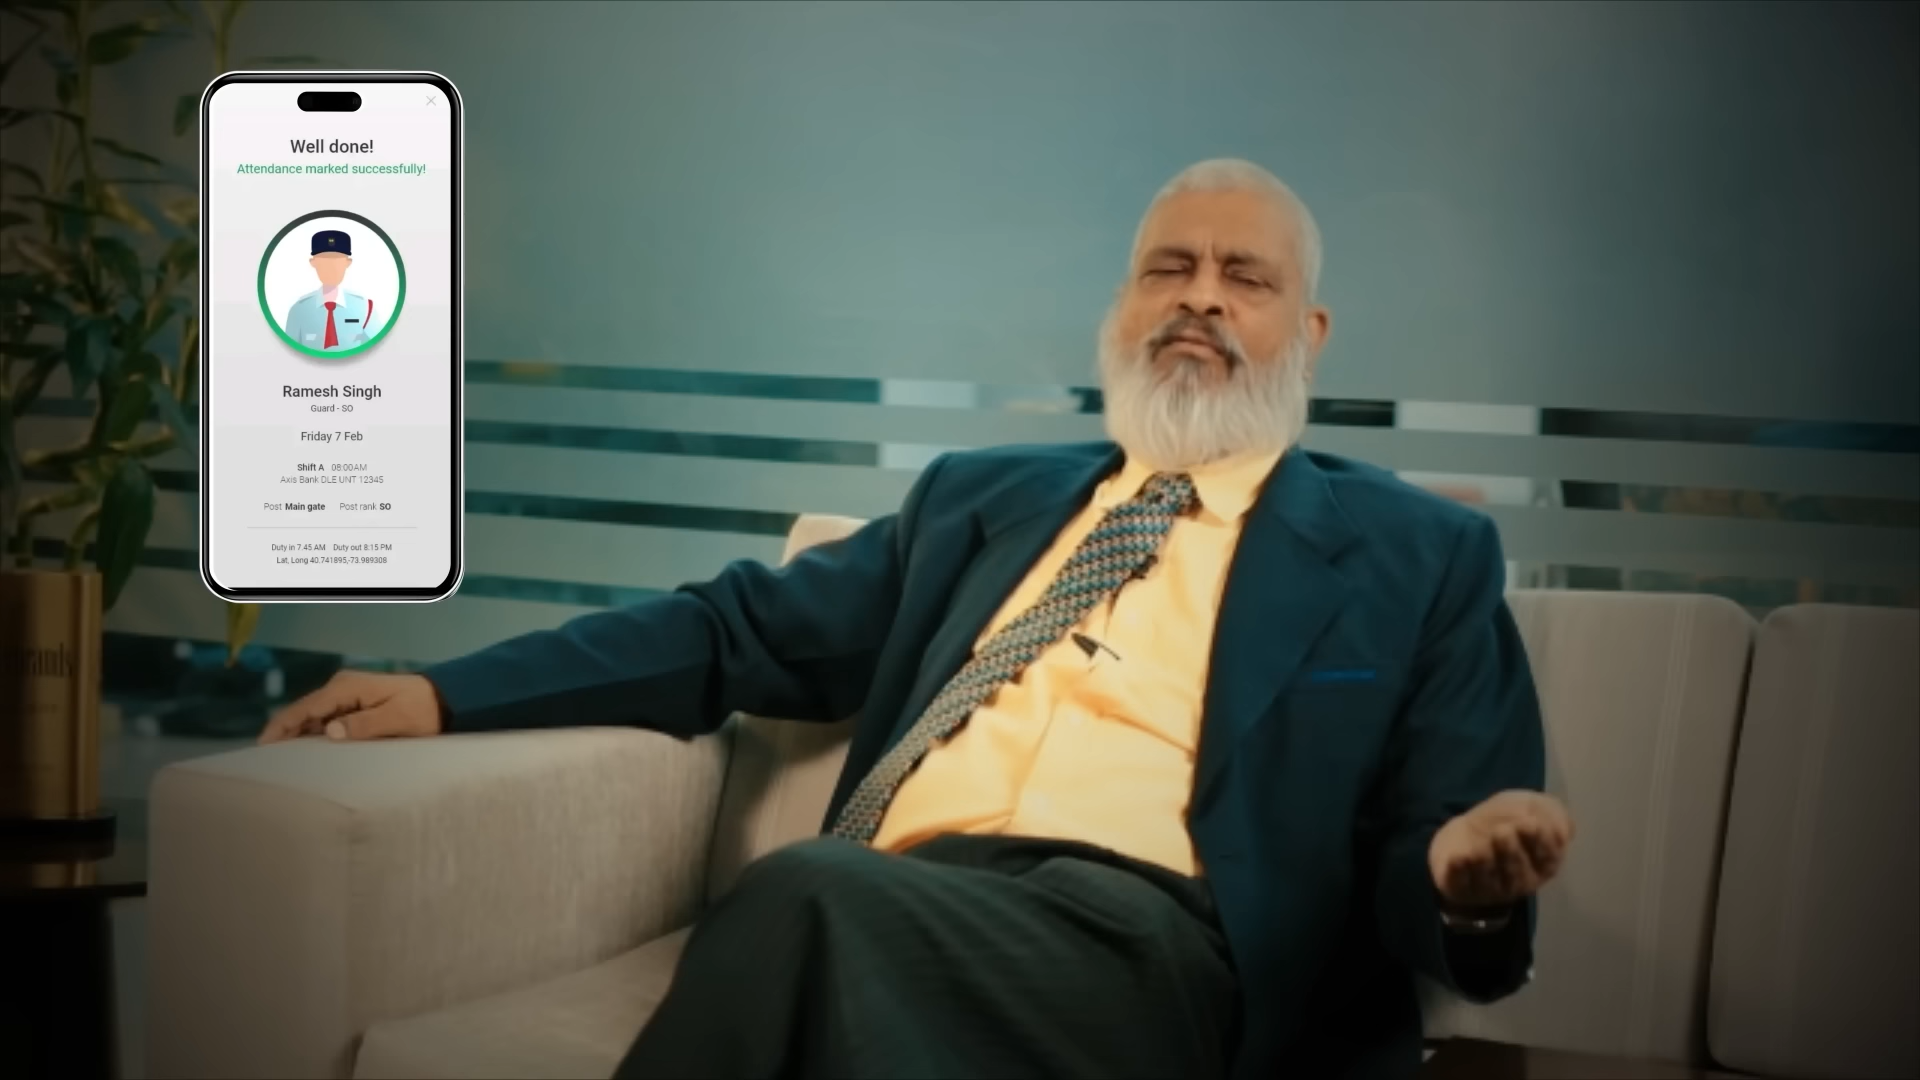 Well done!
Attendance marked successfully!
Ramesh Singh
Guard - SO
Friday 7 Feb
Shift A 08:00AM
Axis Bank DLE UNT 12345
Post Main gate Post rank SO
Duty in 7.45 AM Duty out 8:15 PM
Lat, Long 40.741895,-73.989308